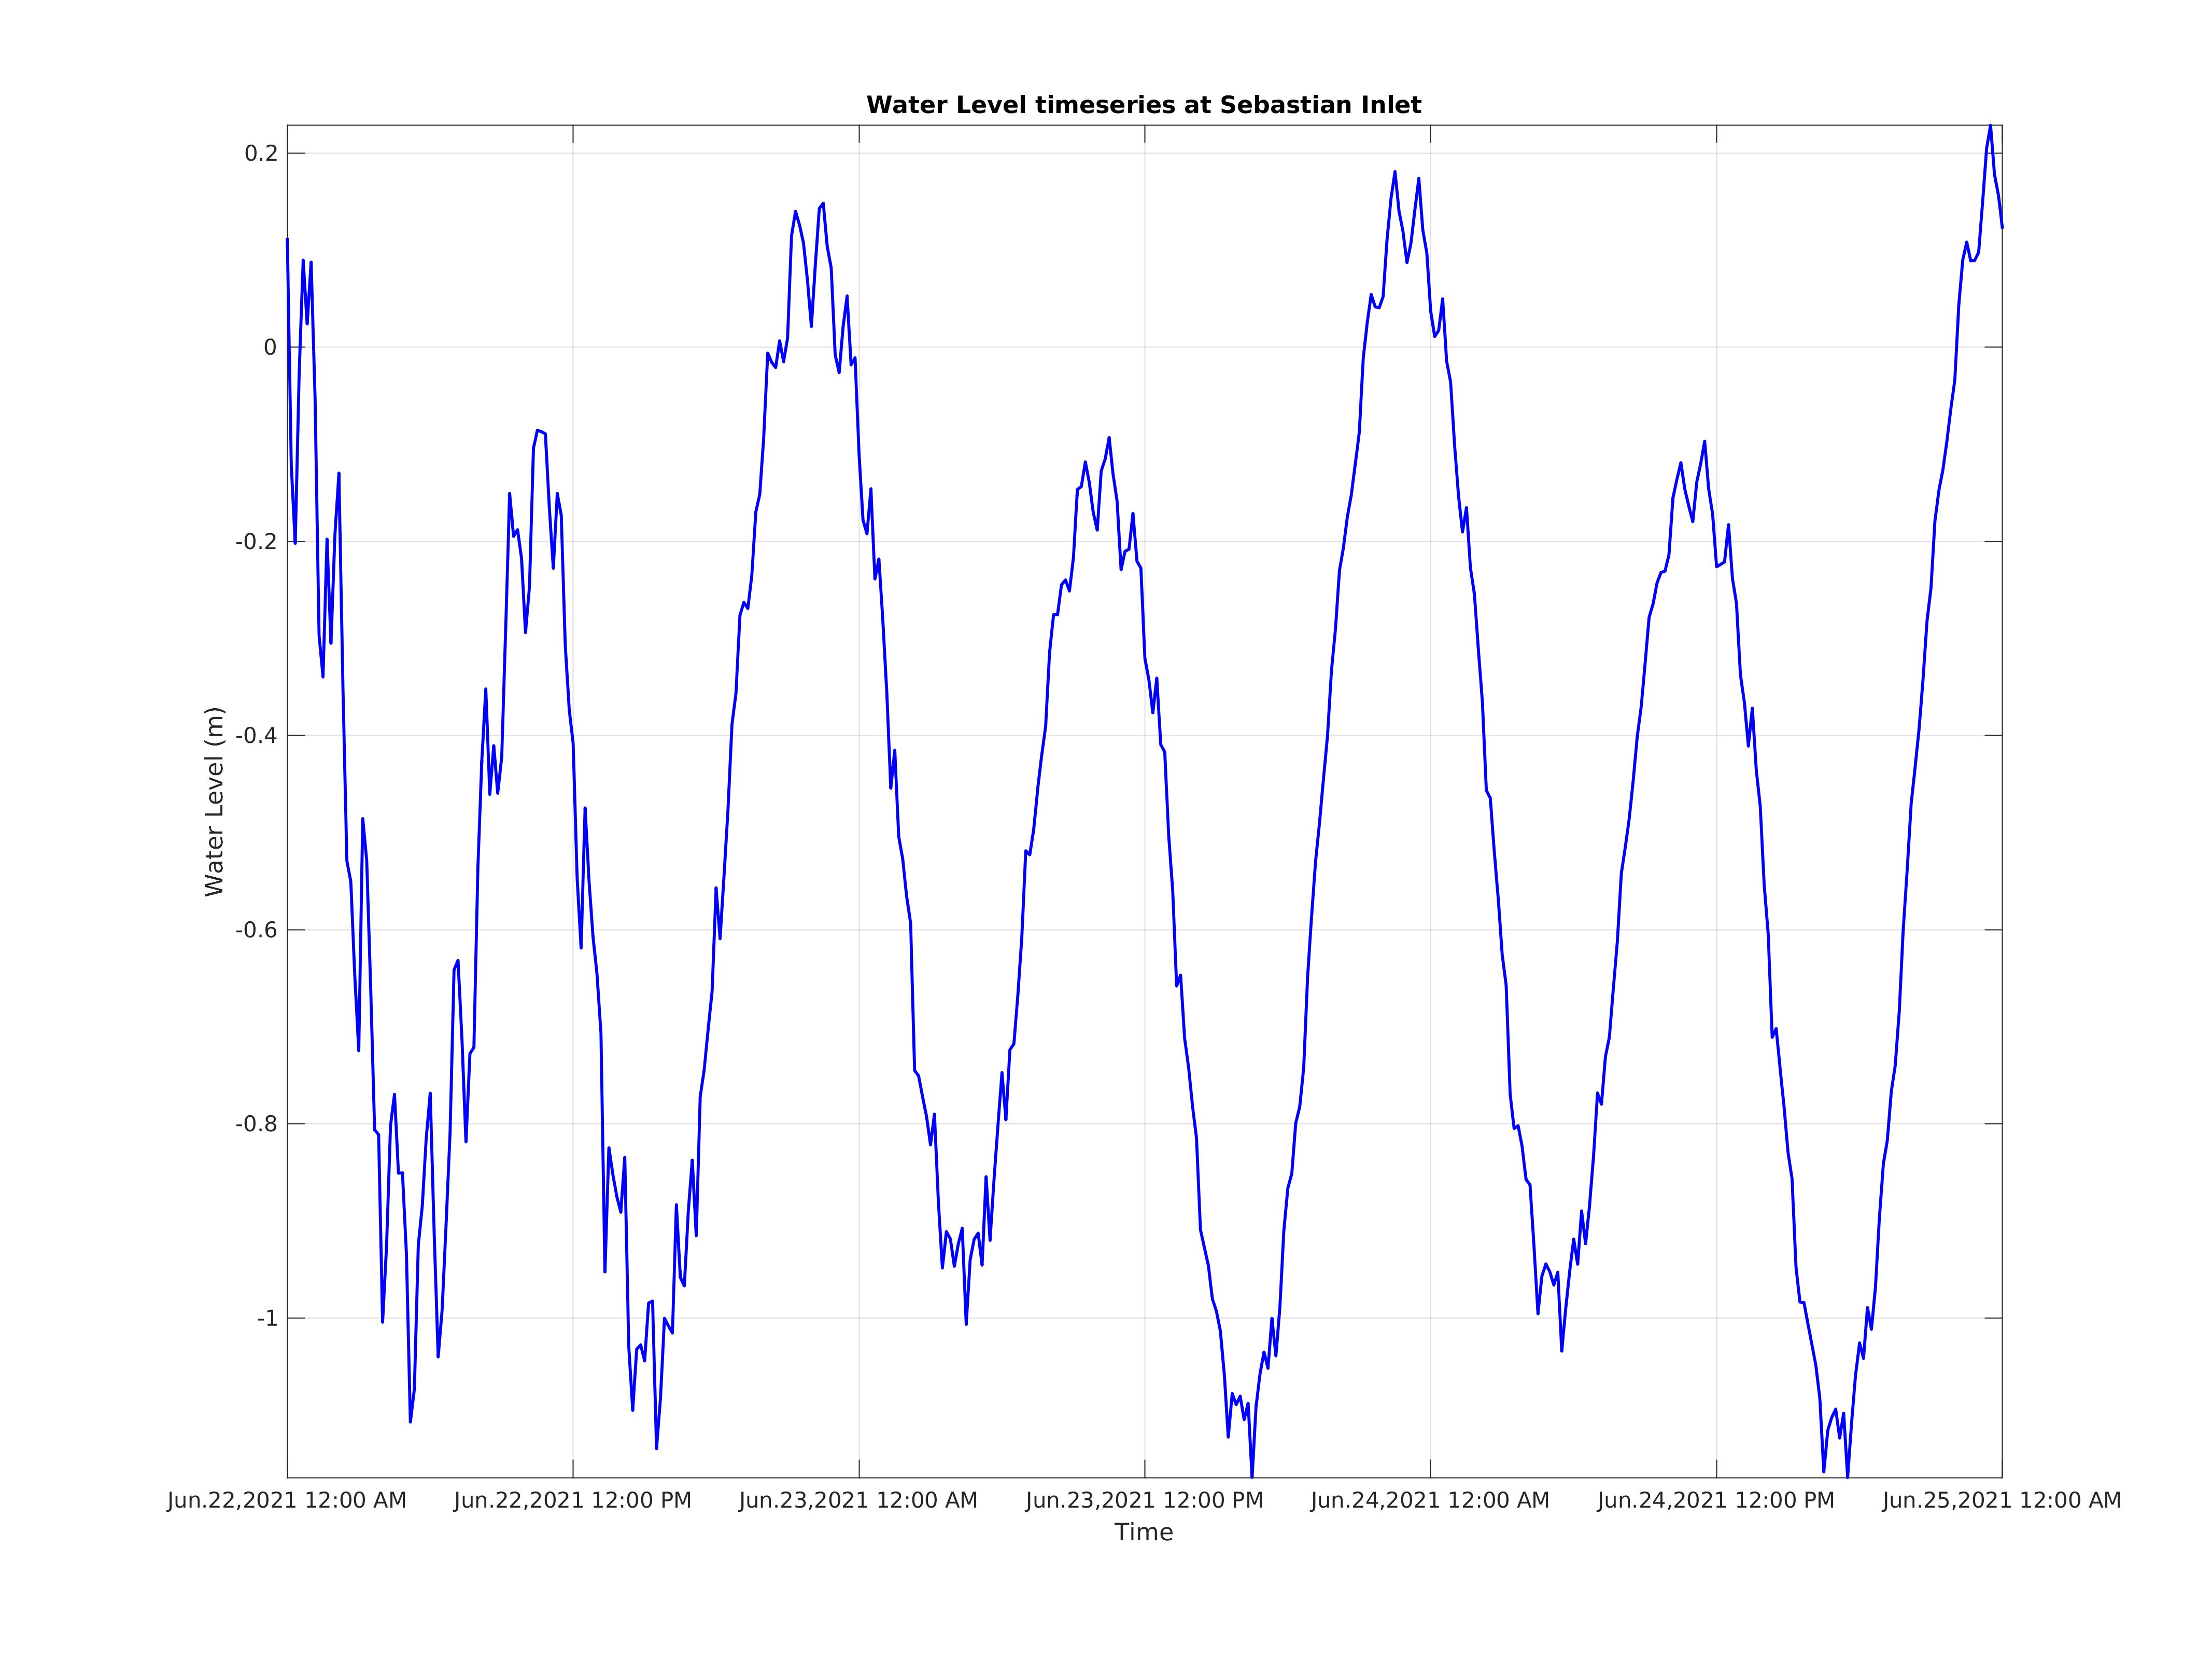 Water Level timeseries at Sebastian Inlet
0.2
0
-0.2
-0.4
-0.6
-0.8
-1
Water Level (m)
Jun.22,2021 12:00 AM
Jun.22,2021 12:00 PM
Jun.23,2021 12:00 AM
Jun.23,2021 12:00 PM
Jun.24,2021 12:00 AM
Jun.24,2021 12:00 PM
Jun.25,2021 12:00 AM
Time